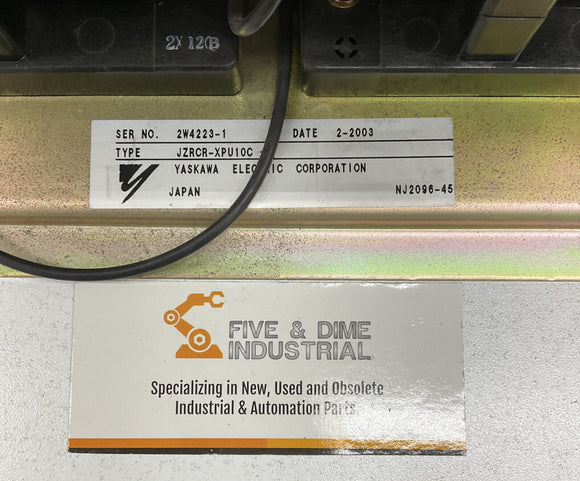 2X 120B
SER NO. 2W4223-1 DATE 2-2003
TYPE JZRCR-XPU10C
YASKAWA ELECTRIC CORPORATION
JAPAN NJ2096-45
FIVE & DIME
INDUSTRIAL
Specializing in New, Used and Obsolete
Industrial & Automation Parts